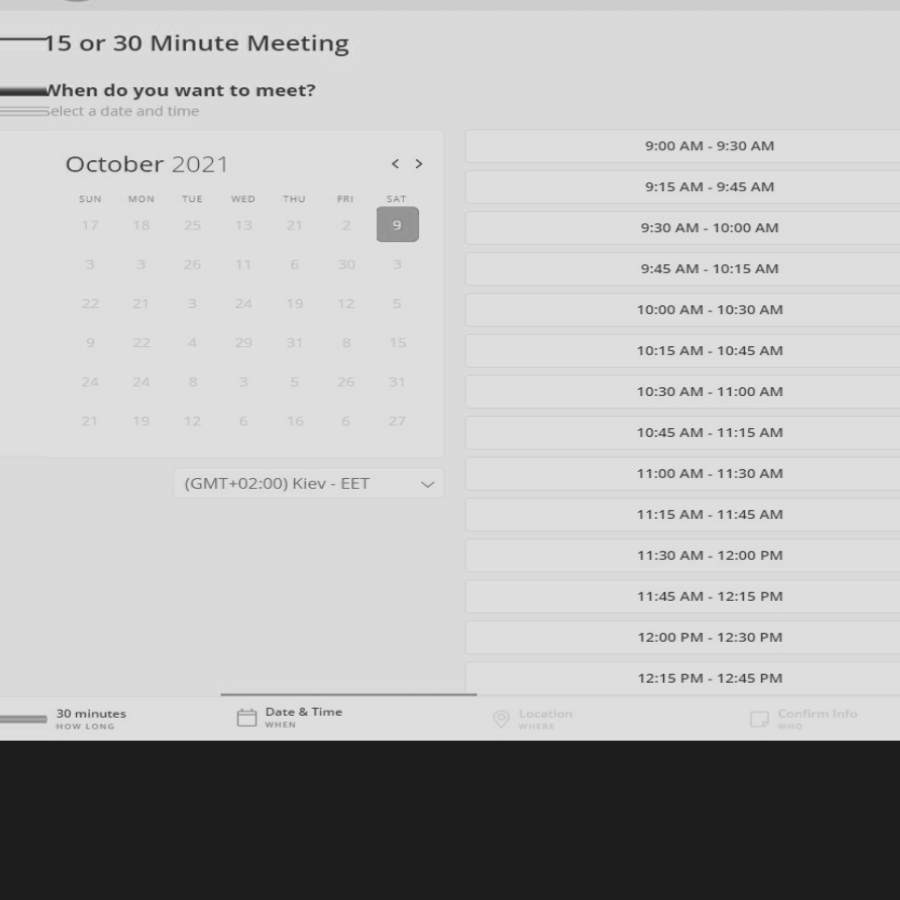 15 or 30 Minute Meeting
When do you want to meet?
Select a date and time
October 2021
< >
SUN MON TUE WED THU FRI SAT
17 18 25 13 21 2 9
3 3 26 11 6 30 3
22 21 3 24 19 12 5
9 22 4 29 31 8 15
24 24 8 3 5 26 31
21 19 12 6 16 6 27
(GMT+02:00) Kiev - EET
9:00 AM - 9:30 AM
9:15 AM - 9:45 AM
9:30 AM - 10:00 AM
9:45 AM - 10:15 AM
10:00 AM - 10:30 AM
10:15 AM - 10:45 AM
10:30 AM - 11:00 AM
10:45 AM - 11:15 AM
11:00 AM - 11:30 AM
11:15 AM - 11:45 AM
11:30 AM - 12:00 PM
11:45 AM - 12:15 PM
12:00 PM - 12:30 PM
12:15 PM - 12:45 PM
30 minutes
HOW LONG
Date & Time
WHEN
Location
WHERE
Confirm Info
WHO